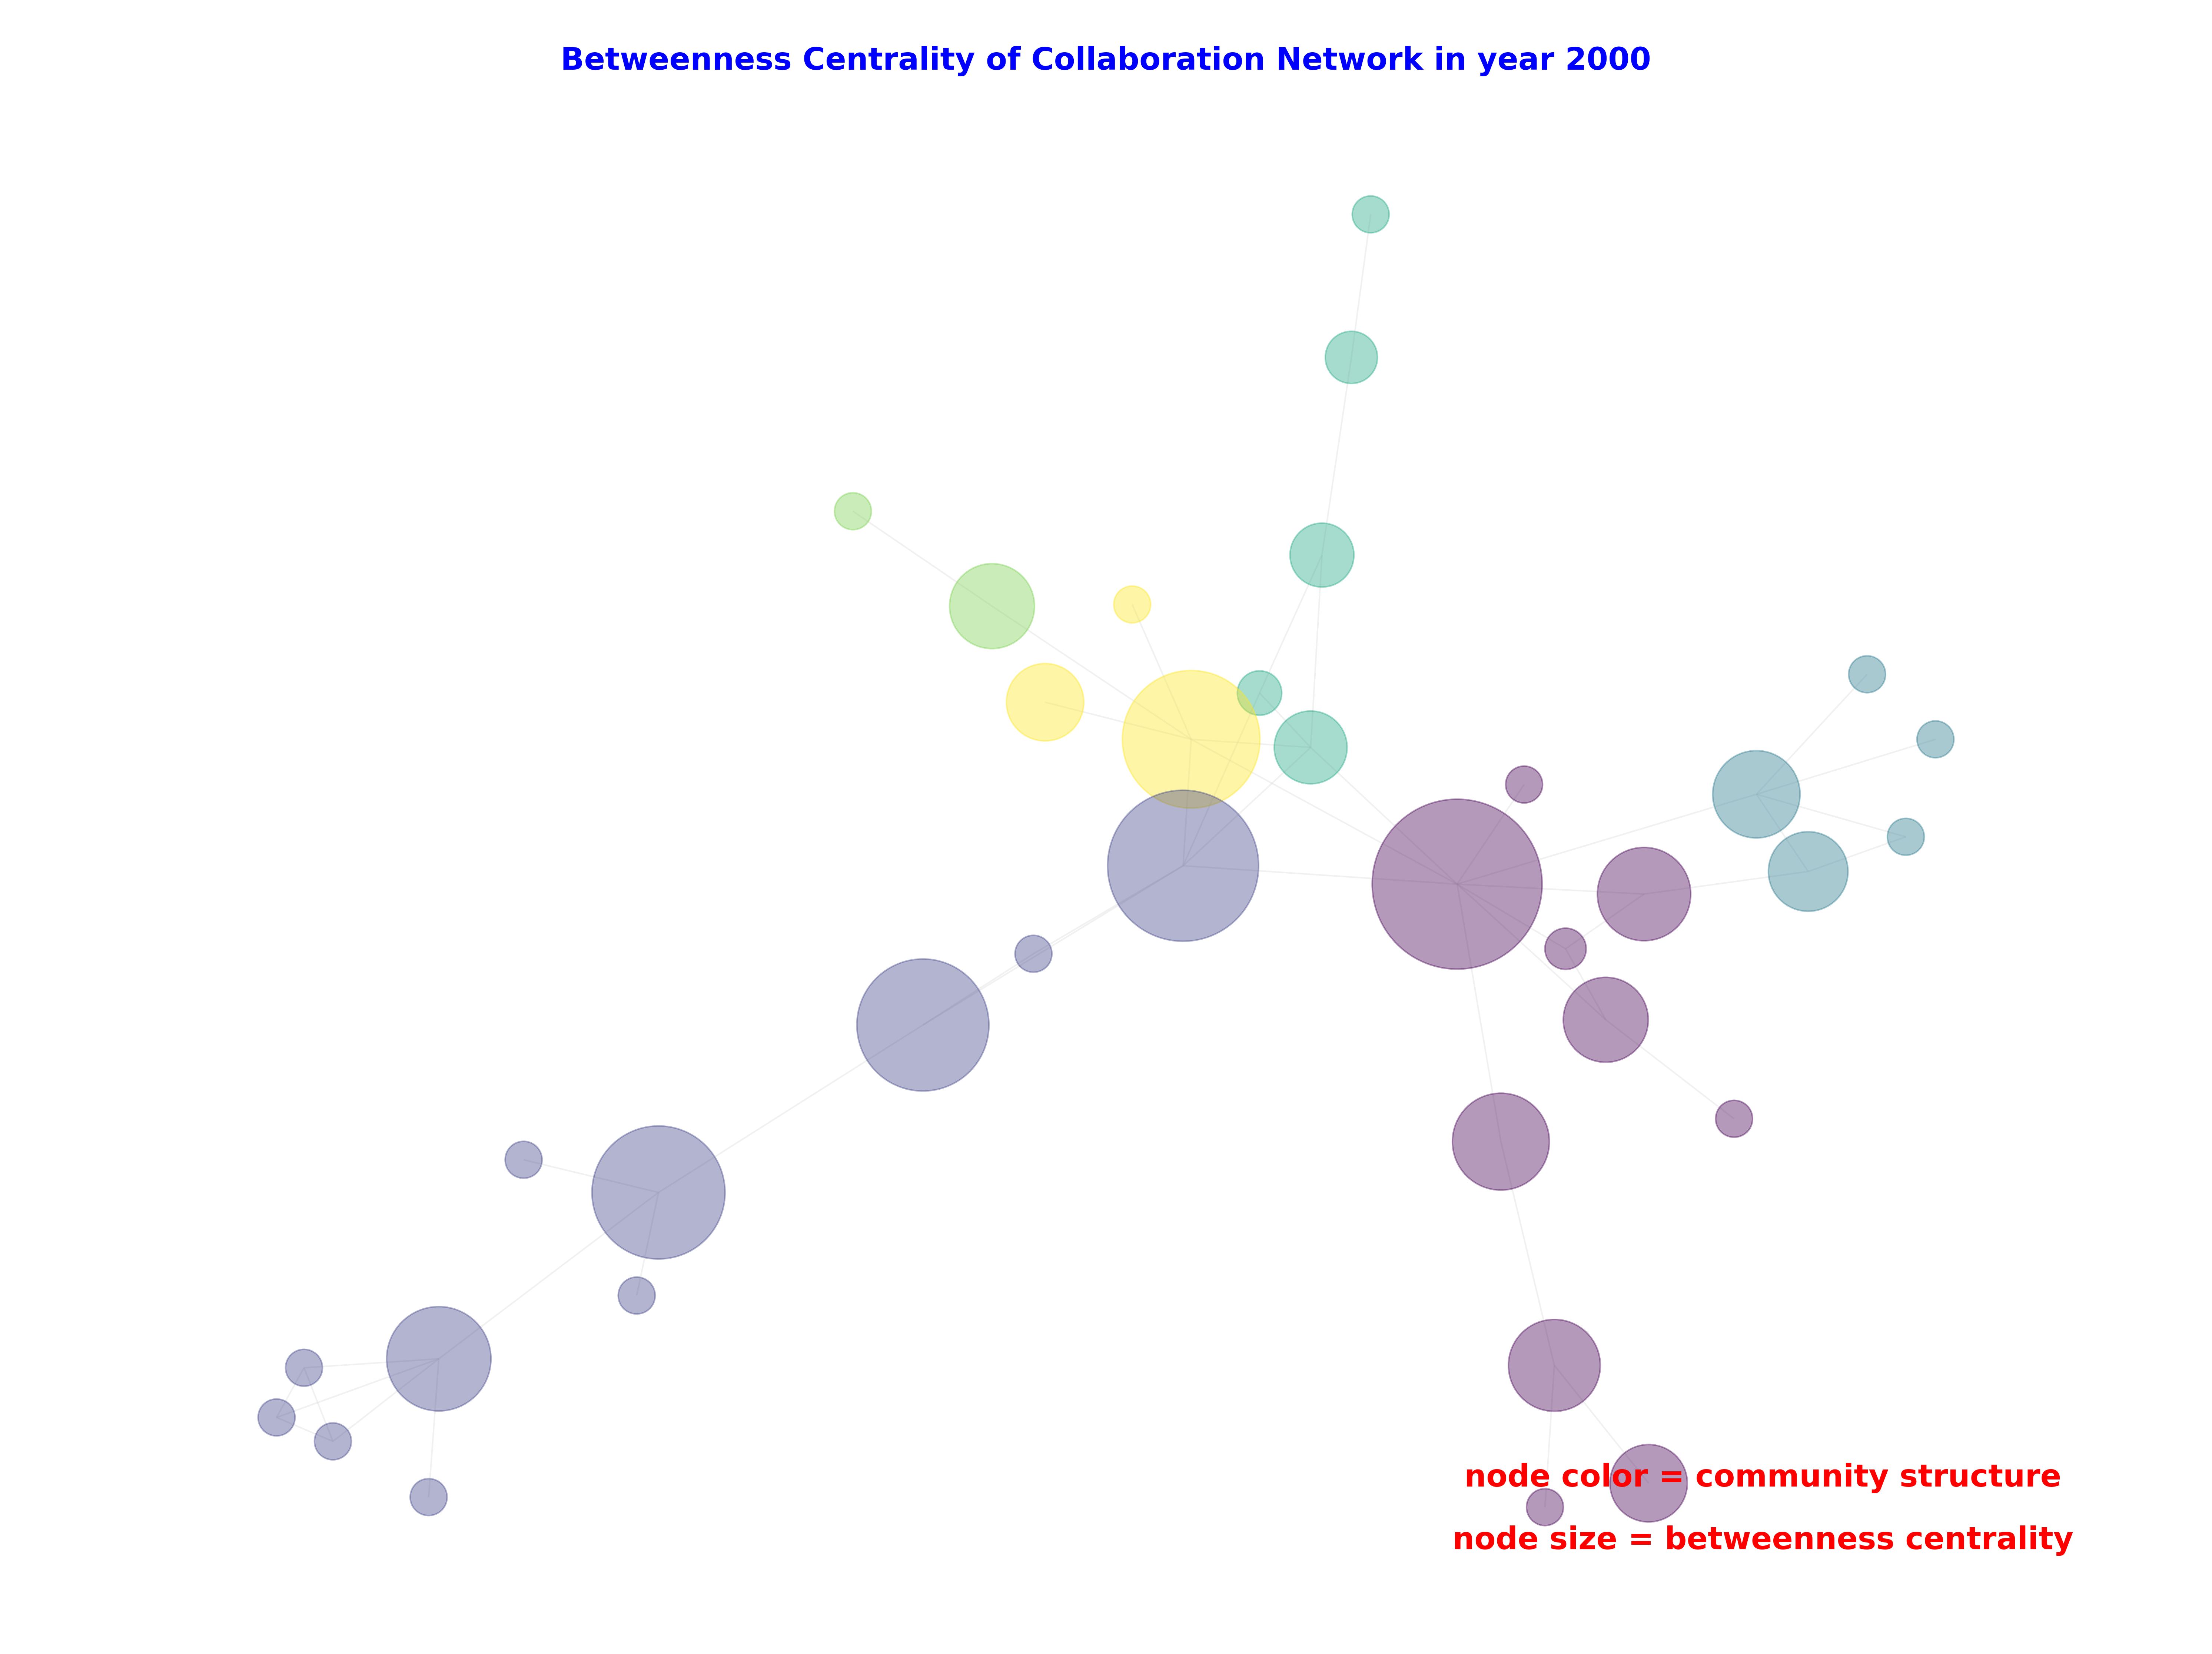 Betweenness Centrality of Collaboration Network in year 2000
node color = community structure
node size = betweenness centrality